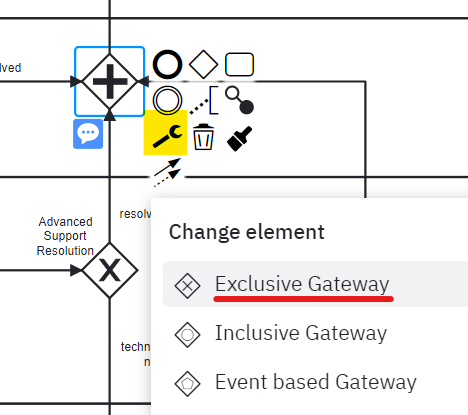 lved
Advanced
Support
Resolution
resolv
techn
n
Change element
Exclusive Gateway
Inclusive Gateway
Event based Gateway